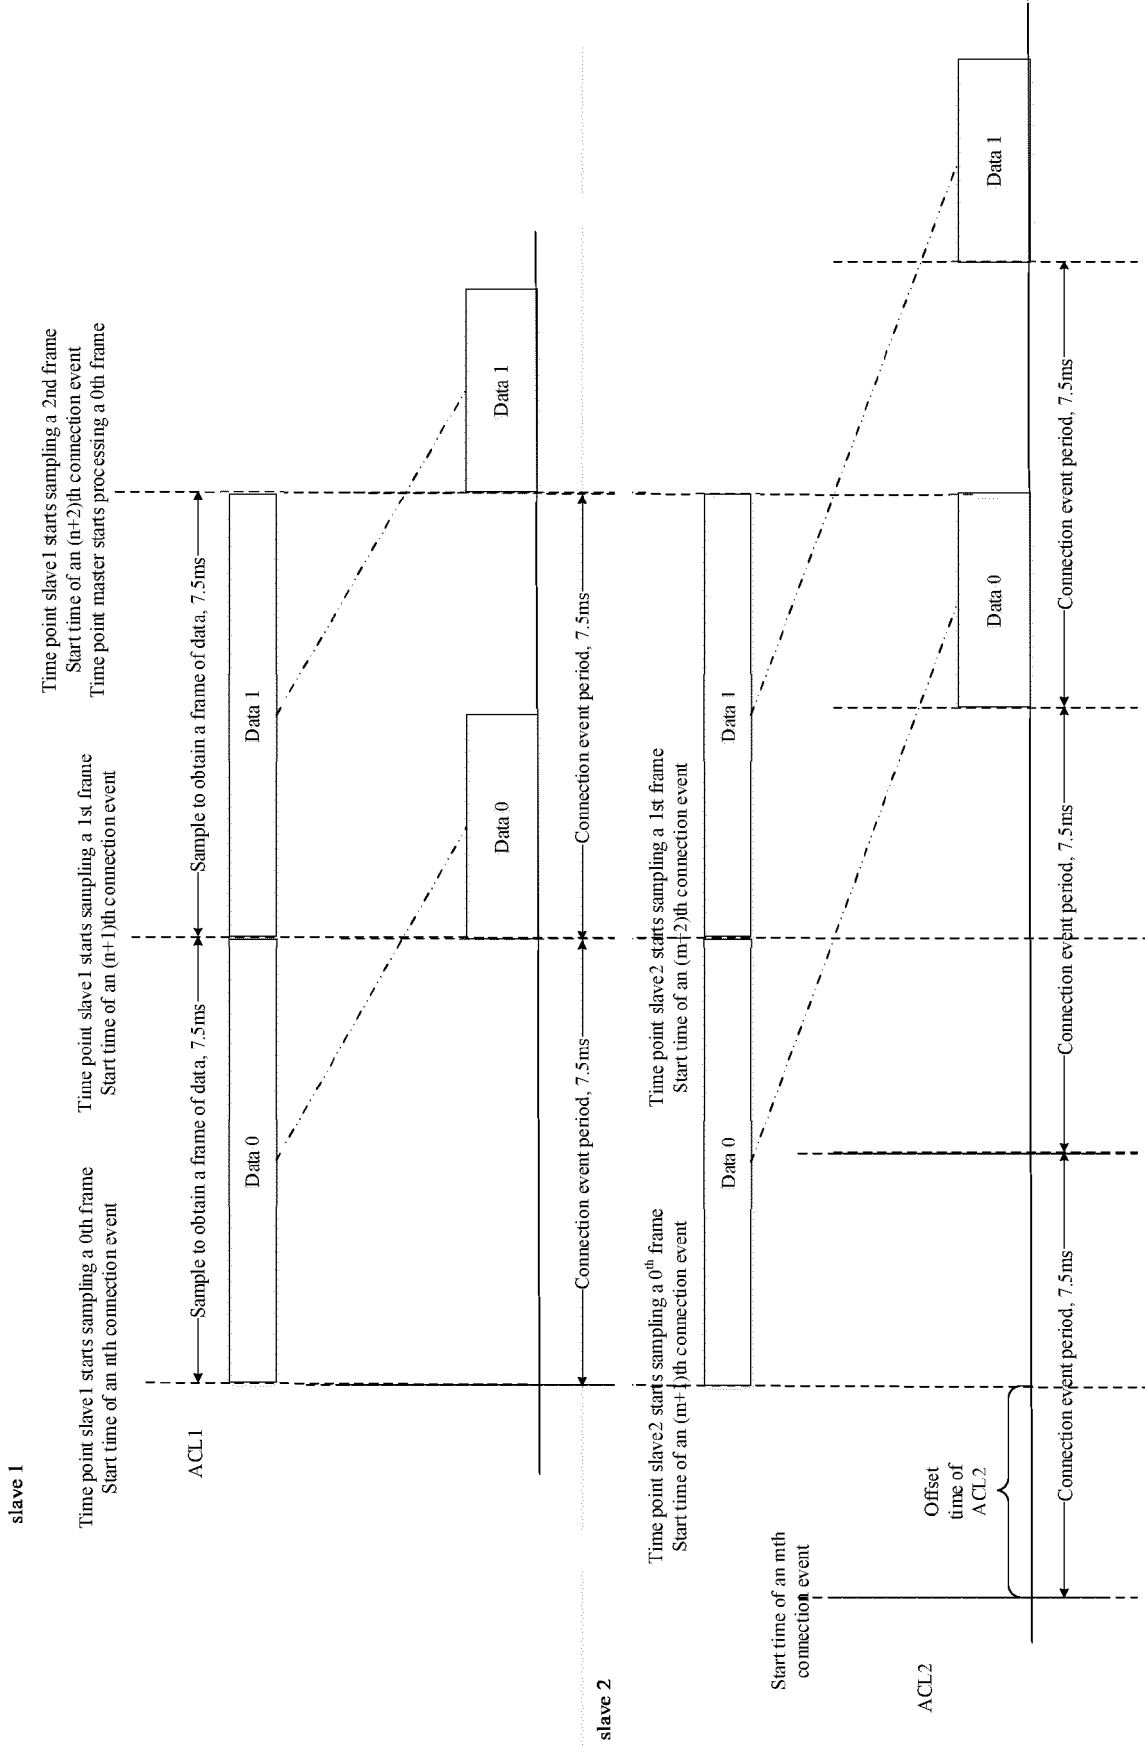 slave 1
Time point slave1 starts sampling a 0th frame
Start time of an nth connection event
Time point slave1 starts sampling a 1st frame
Start time of an (n+1)th connection event
Time point slave1 starts sampling a 2nd frame
Start time of an (n+2)th connection event
Time point master starts processing a 0th frame
ACL1
Sample to obtain a frame of data, 7.5ms
Sample to obtain a frame of data, 7.5ms
Data 0
Data 1
Data 0
Data 1
Connection event period, 7.5ms
Connection event period, 7.5ms
slave 2
Time point slave2 starts sampling a 0th frame
Start time of an (m+1)th connection event
Time point slave2 starts sampling a 1st frame
Start time of an (m+2)th connection event
Data 0
Data 1
Start time of an mth
connection event
ACL2
Offset
time of
ACL2
Data 0
Data 1
Connection event period, 7.5ms
Connection event period, 7.5ms
Connection event period, 7.5ms